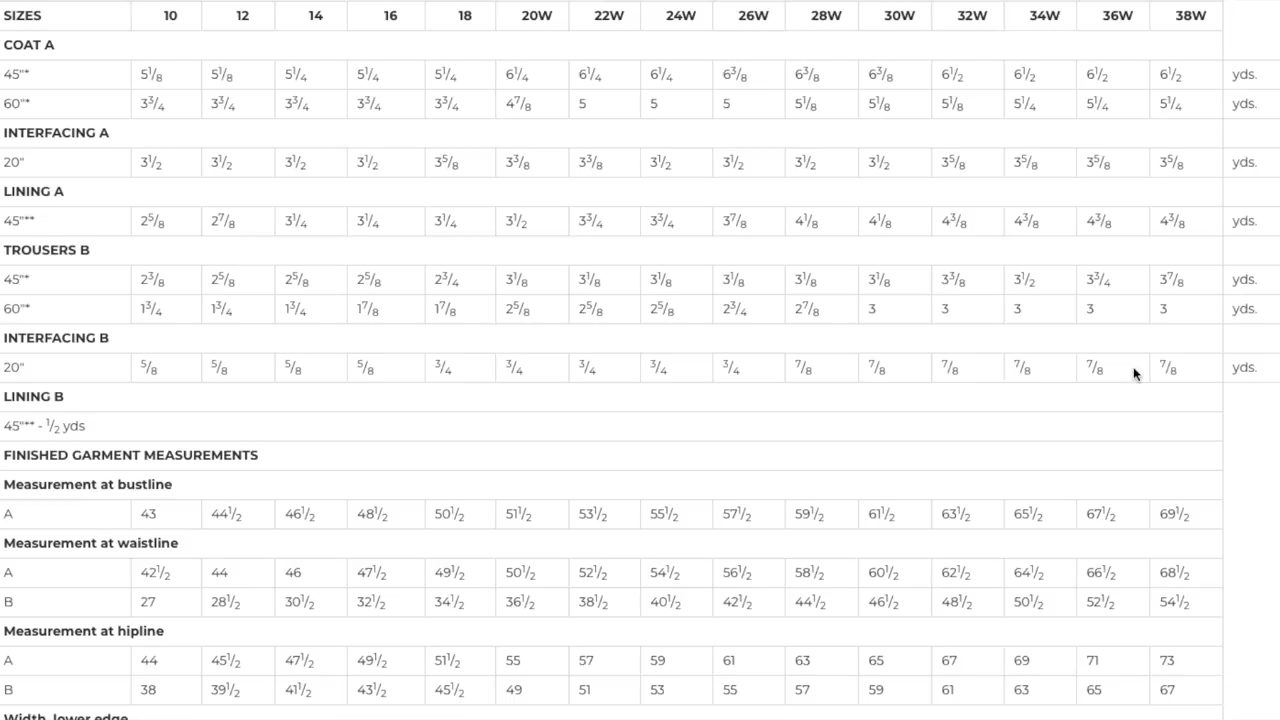 SIZES 10 12 14 16 18 20W 22W 24W 26W 28W 30W 32W 34W 36W 38W
COAT A
45"* 5 1/8 5 1/8 5 1/4 5 1/4 5 1/4 6 1/4 6 1/4 6 1/4 6 3/8 6 3/8 6 3/8 6 1/2 6 1/2 6 1/2 6 1/2 yds.
60"* 3 3/4 3 3/4 3 3/4 3 3/4 3 3/4 4 7/8 5 5 5 5 1/8 5 1/8 5 1/8 5 1/4 5 1/4 5 1/4 yds.
INTERFACING A
20" 3 1/2 3 1/2 3 1/2 3 1/2 3 5/8 3 3/8 3 3/8 3 1/2 3 1/2 3 1/2 3 1/2 3 5/8 3 5/8 3 5/8 3 5/8 yds.
LINING A
45"** 2 5/8 2 7/8 3 1/4 3 1/4 3 1/4 3 1/2 3 3/4 3 3/4 3 7/8 4 1/8 4 1/8 4 3/8 4 3/8 4 3/8 4 3/8 yds.
TROUSERS B
45"* 2 3/8 2 5/8 2 5/8 2 5/8 2 3/4 3 1/8 3 1/8 3 1/8 3 1/8 3 1/8 3 1/8 3 3/8 3 1/2 3 3/4 3 7/8 yds.
60"* 1 3/4 1 3/4 1 3/4 1 7/8 1 7/8 2 5/8 2 5/8 2 5/8 2 3/4 2 7/8 3 3 3 3 3 yds.
INTERFACING B
20" 5/8 5/8 5/8 5/8 3/4 3/4 3/4 3/4 3/4 7/8 7/8 7/8 7/8 7/8 7/8 yds.
LINING B
45"** - 1/2 yds
FINISHED GARMENT MEASUREMENTS
Measurement at bustline
A 43 44 1/2 46 1/2 48 1/2 50 1/2 51 1/2 53 1/2 55 1/2 57 1/2 59 1/2 61 1/2 63 1/2 65 1/2 67 1/2 69 1/2
Measurement at waistline
A 42 1/2 44 46 47 1/2 49 1/2 50 1/2 52 1/2 54 1/2 56 1/2 58 1/2 60 1/2 62 1/2 64 1/2 66 1/2 68 1/2
B 27 28 1/2 30 1/2 32 1/2 34 1/2 36 1/2 38 1/2 40 1/2 42 1/2 44 1/2 46 1/2 48 1/2 50 1/2 52 1/2 54 1/2
Measurement at hipline
A 44 45 1/2 47 1/2 49 1/2 51 1/2 55 57 59 61 63 65 67 69 71 73
B 38 39 1/2 41 1/2 43 1/2 45 1/2 49 51 53 55 57 59 61 63 65 67
Width, lower edge